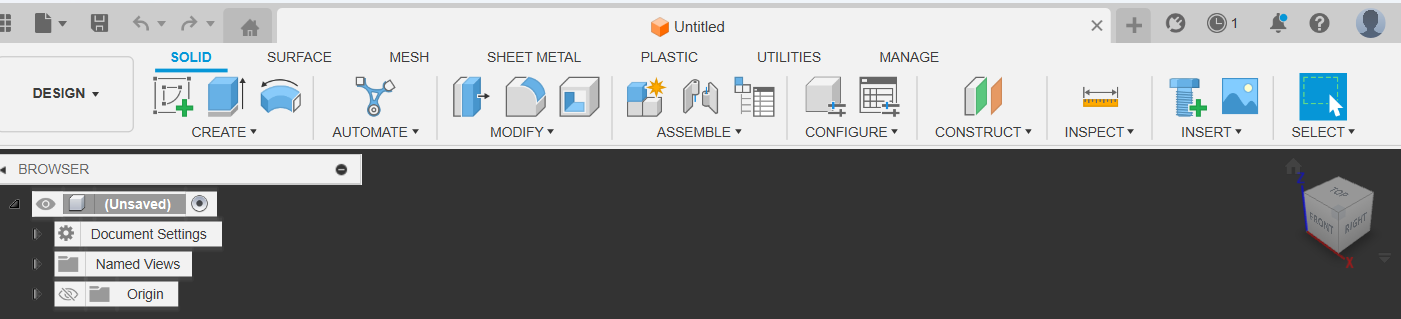 Untitled
1
SOLID SURFACE MESH SHEET METAL PLASTIC UTILITIES MANAGE
DESIGN
CREATE AUTOMATE MODIFY ASSEMBLE CONFIGURE CONSTRUCT INSPECT INSERT SELECT
BROWSER
(Unsaved)
Document Settings
Named Views
Origin
Z
TOP
FRONT RIGHT
X